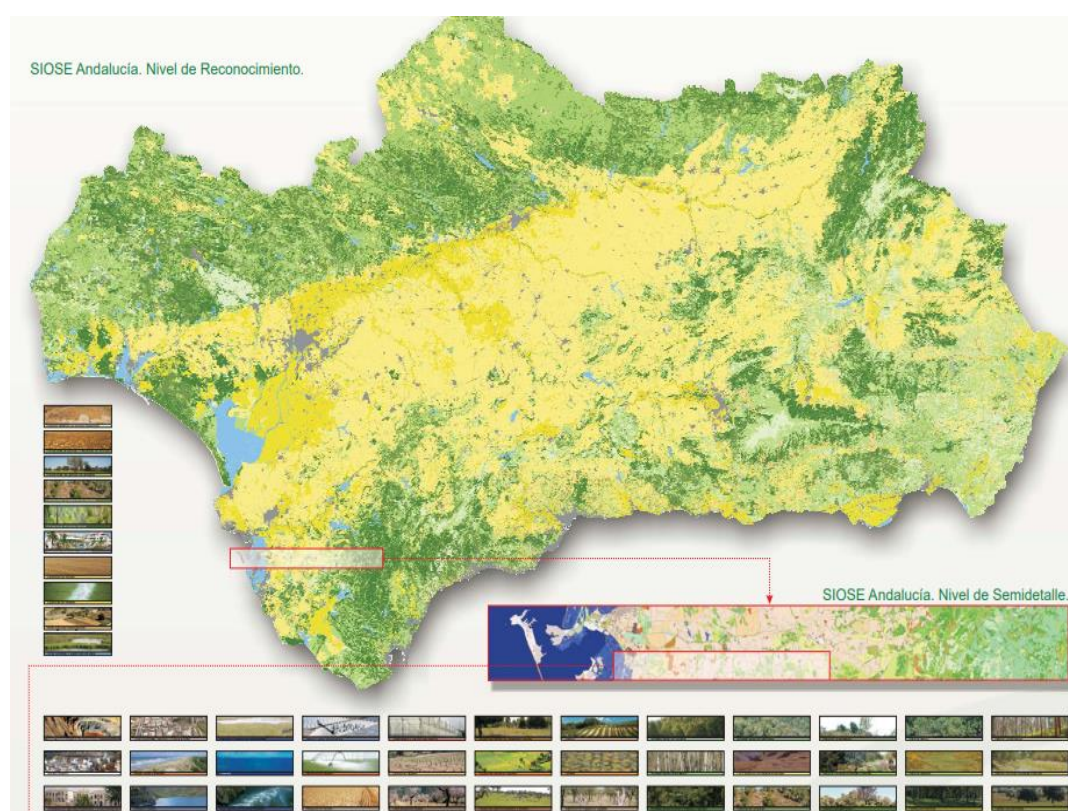 SIOSE Andalucía. Nivel de Reconocimiento.
SIOSE Andalucía. Nivel de Semidetalle.